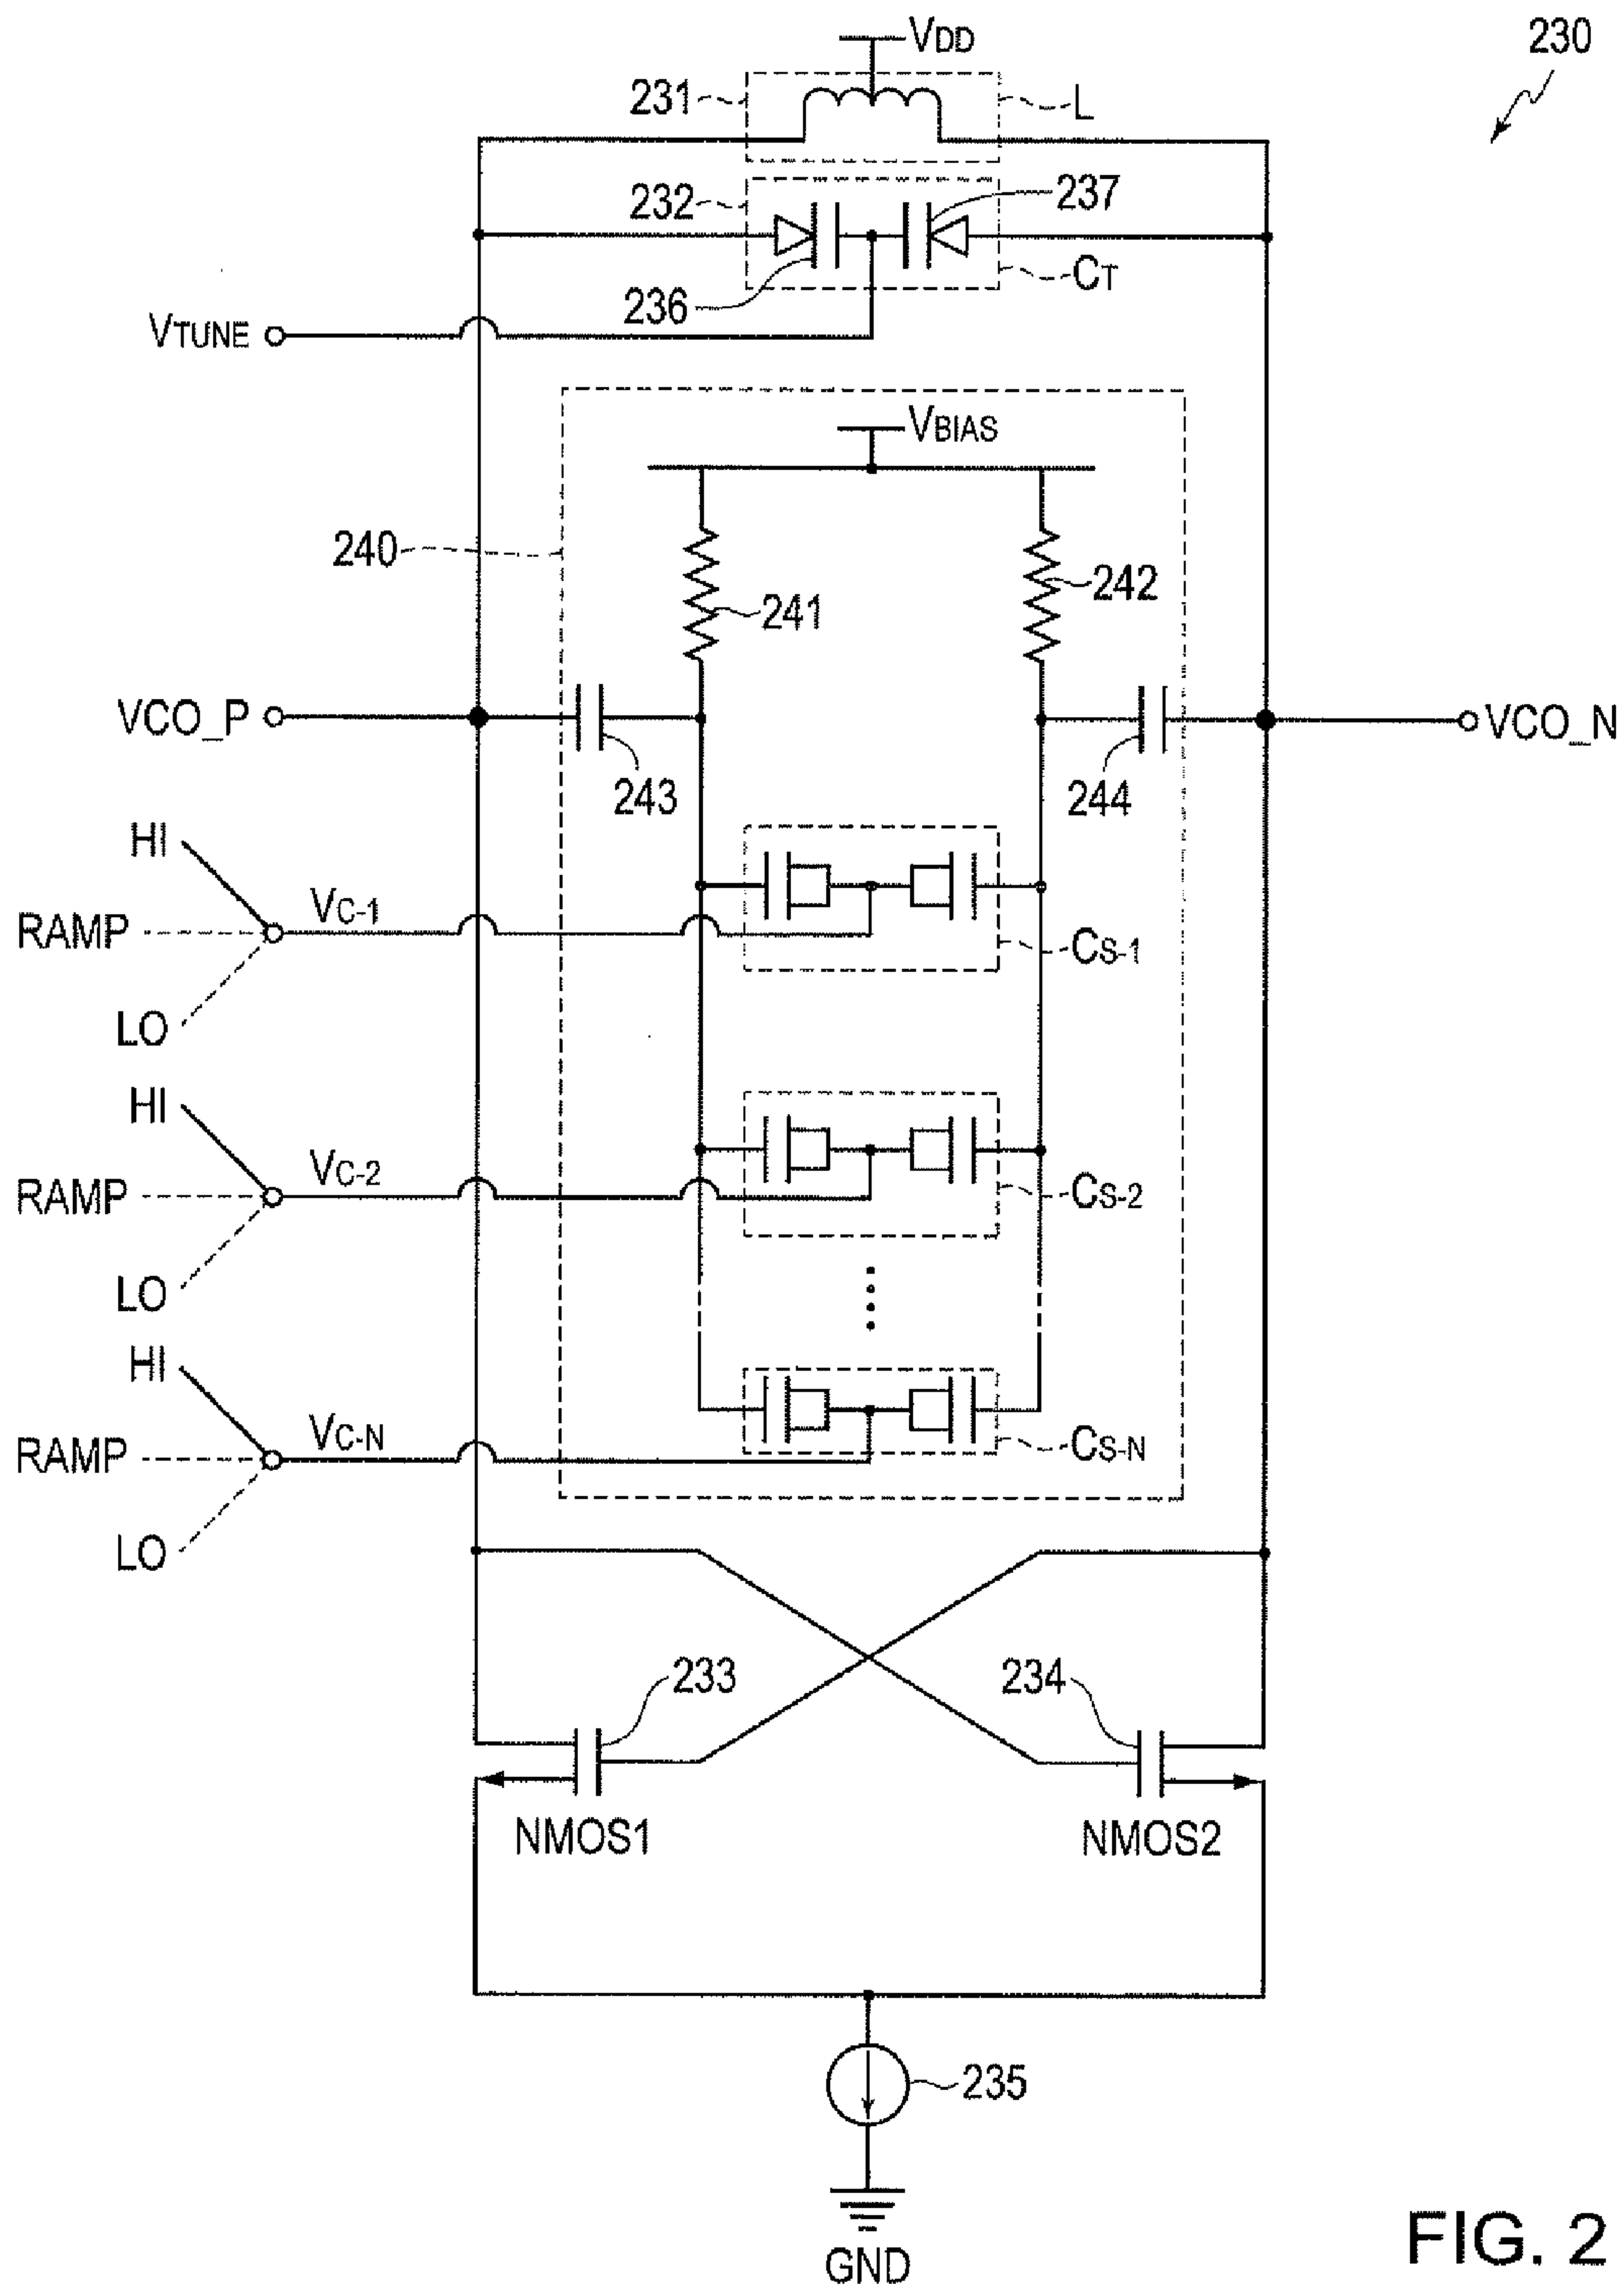 VDD
230
231
L
232
237
236
CT
VTUNE
VBIAS
240
241
242
VCO_P
VCO_N
243
244
HI
RAMP
VC-1
LO
CS-1
HI
RAMP
VC-2
LO
CS-2
HI
RAMP
VC-N
LO
CS-N
233
234
NMOS1
NMOS2
235
GND
FIG. 2